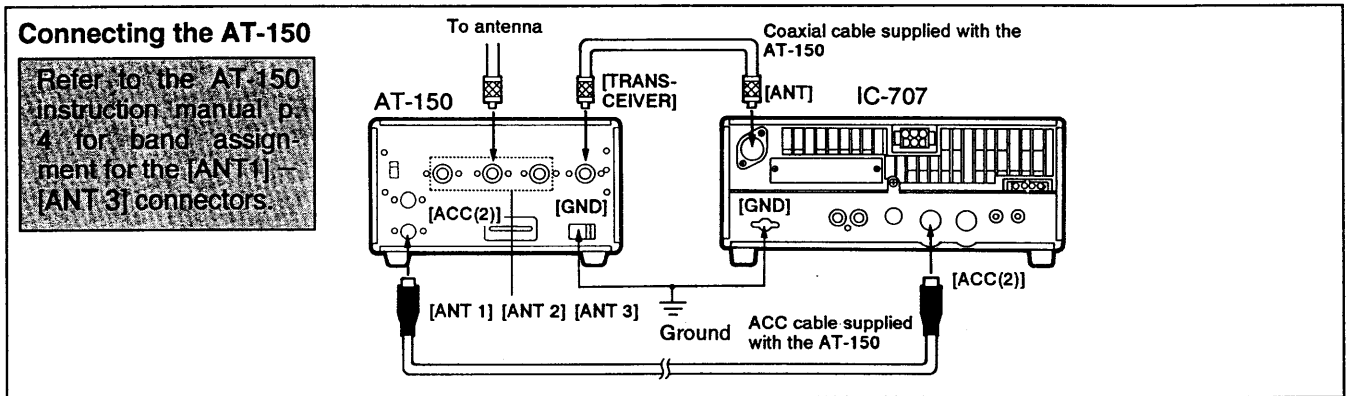 Connecting the AT-150
Refer to the AT-150
instruction manual p.
4 for band assign-
ment for the [ANT1] –
[ANT 3] connectors.
To antenna
Coaxial cable supplied with the
AT-150
[TRANS-
CEIVER]
[ANT]
AT-150
IC-707
[ACC(2)]
[GND]
[GND]
[ACC(2)]
[ANT 1] [ANT 2] [ANT 3]
Ground
ACC cable supplied
with the AT-150